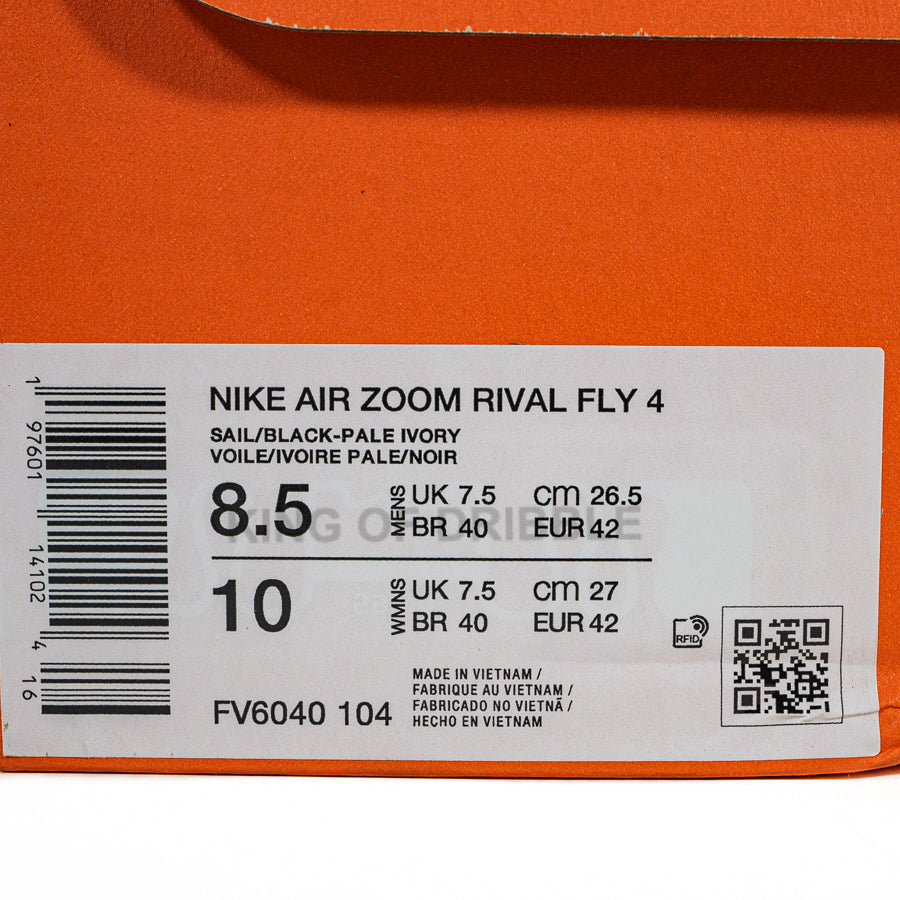 NIKE AIR ZOOM RIVAL FLY 4
SAIL/BLACK-PALE IVORY
VOILE/IVOIRE PALE/NOIR
8.5 MENS UK 7.5 cm 26.5
BR 40 EUR 42
KING OF DRIBBLE
10 WMNS UK 7.5 cm 27
BR 40 EUR 42
RFID
FV6040 104
MADE IN VIETNAM /
FABRIQUE AU VIETNAM /
FABRICADO NO VIETNÃ /
HECHO EN VIETNAM
1 97601 14102 4 16